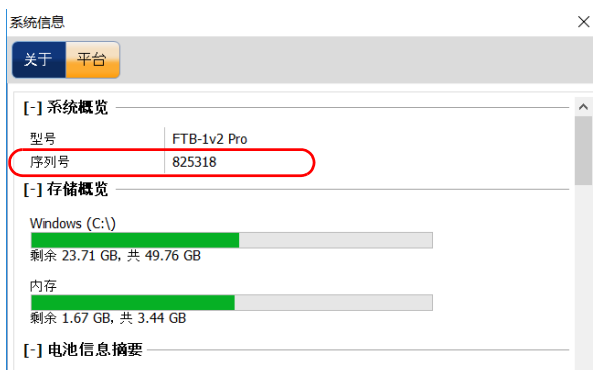 系统信息
关于 平台
[-] 系统概览
型号 FTB-1v2 Pro
序列号 825318
[-] 存储概览
Windows (C:\)
剩余 23.71 GB, 共 49.76 GB
内存
剩余 1.67 GB, 共 3.44 GB
[-] 电池信息摘要